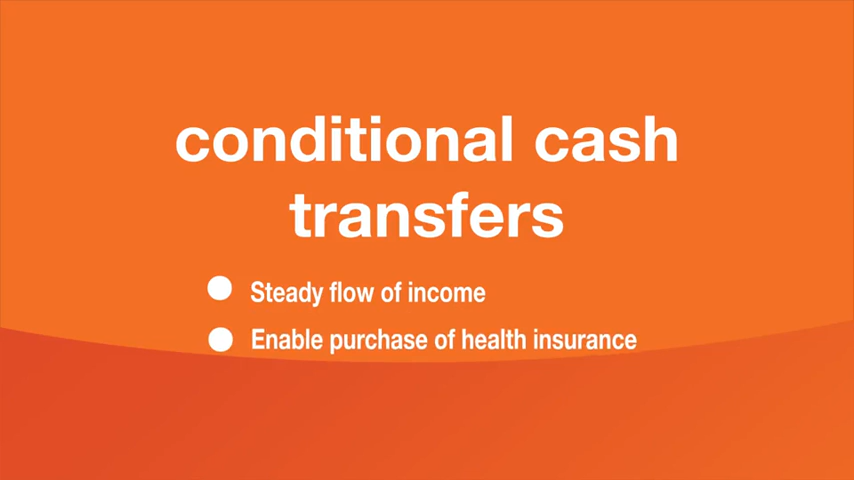 conditional cash
transfers
Steady flow of income
Enable purchase of health insurance